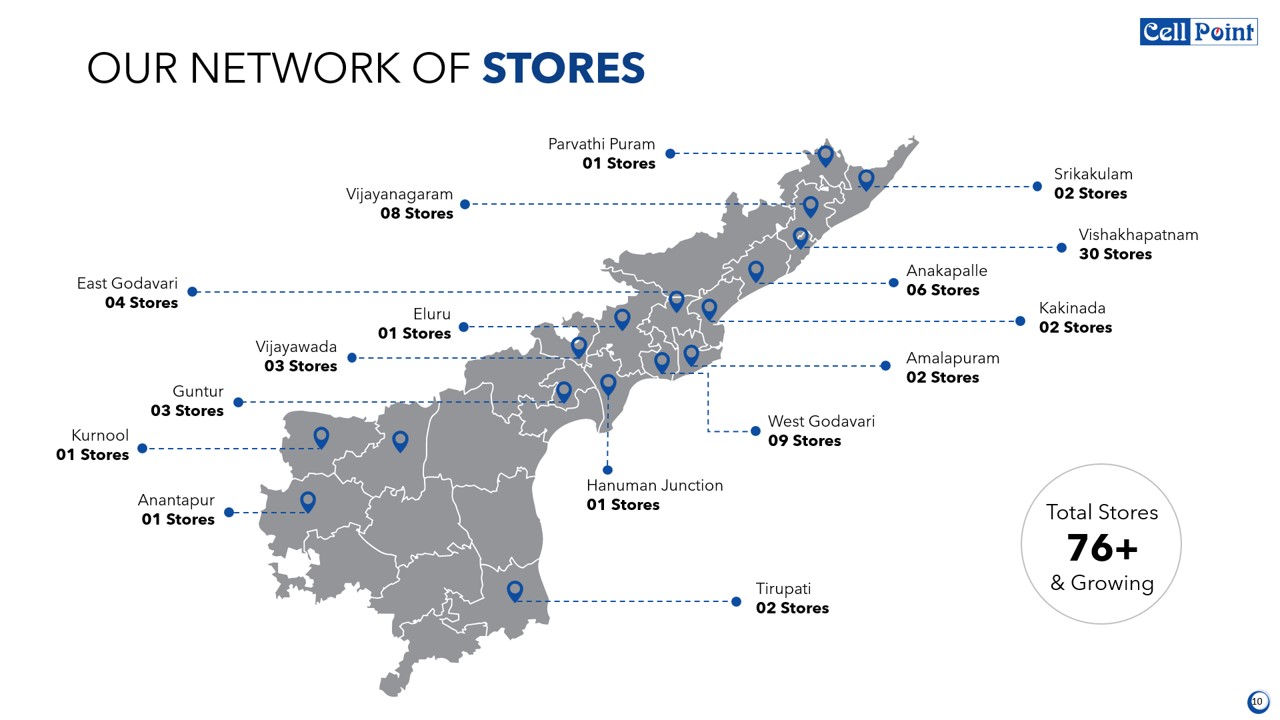 Cell Point
OUR NETWORK OF STORES
Parvathi Puram
01 Stores
Srikakulam
02 Stores
Vijayanagaram
08 Stores
Vishakhapatnam
30 Stores
Anakapalle
06 Stores
East Godavari
04 Stores
Kakinada
02 Stores
Eluru
01 Stores
Vijayawada
03 Stores
Amalapuram
02 Stores
Guntur
03 Stores
West Godavari
09 Stores
Kurnool
01 Stores
Hanuman Junction
01 Stores
Anantapur
01 Stores
Total Stores
76+
& Growing
Tirupati
02 Stores
10